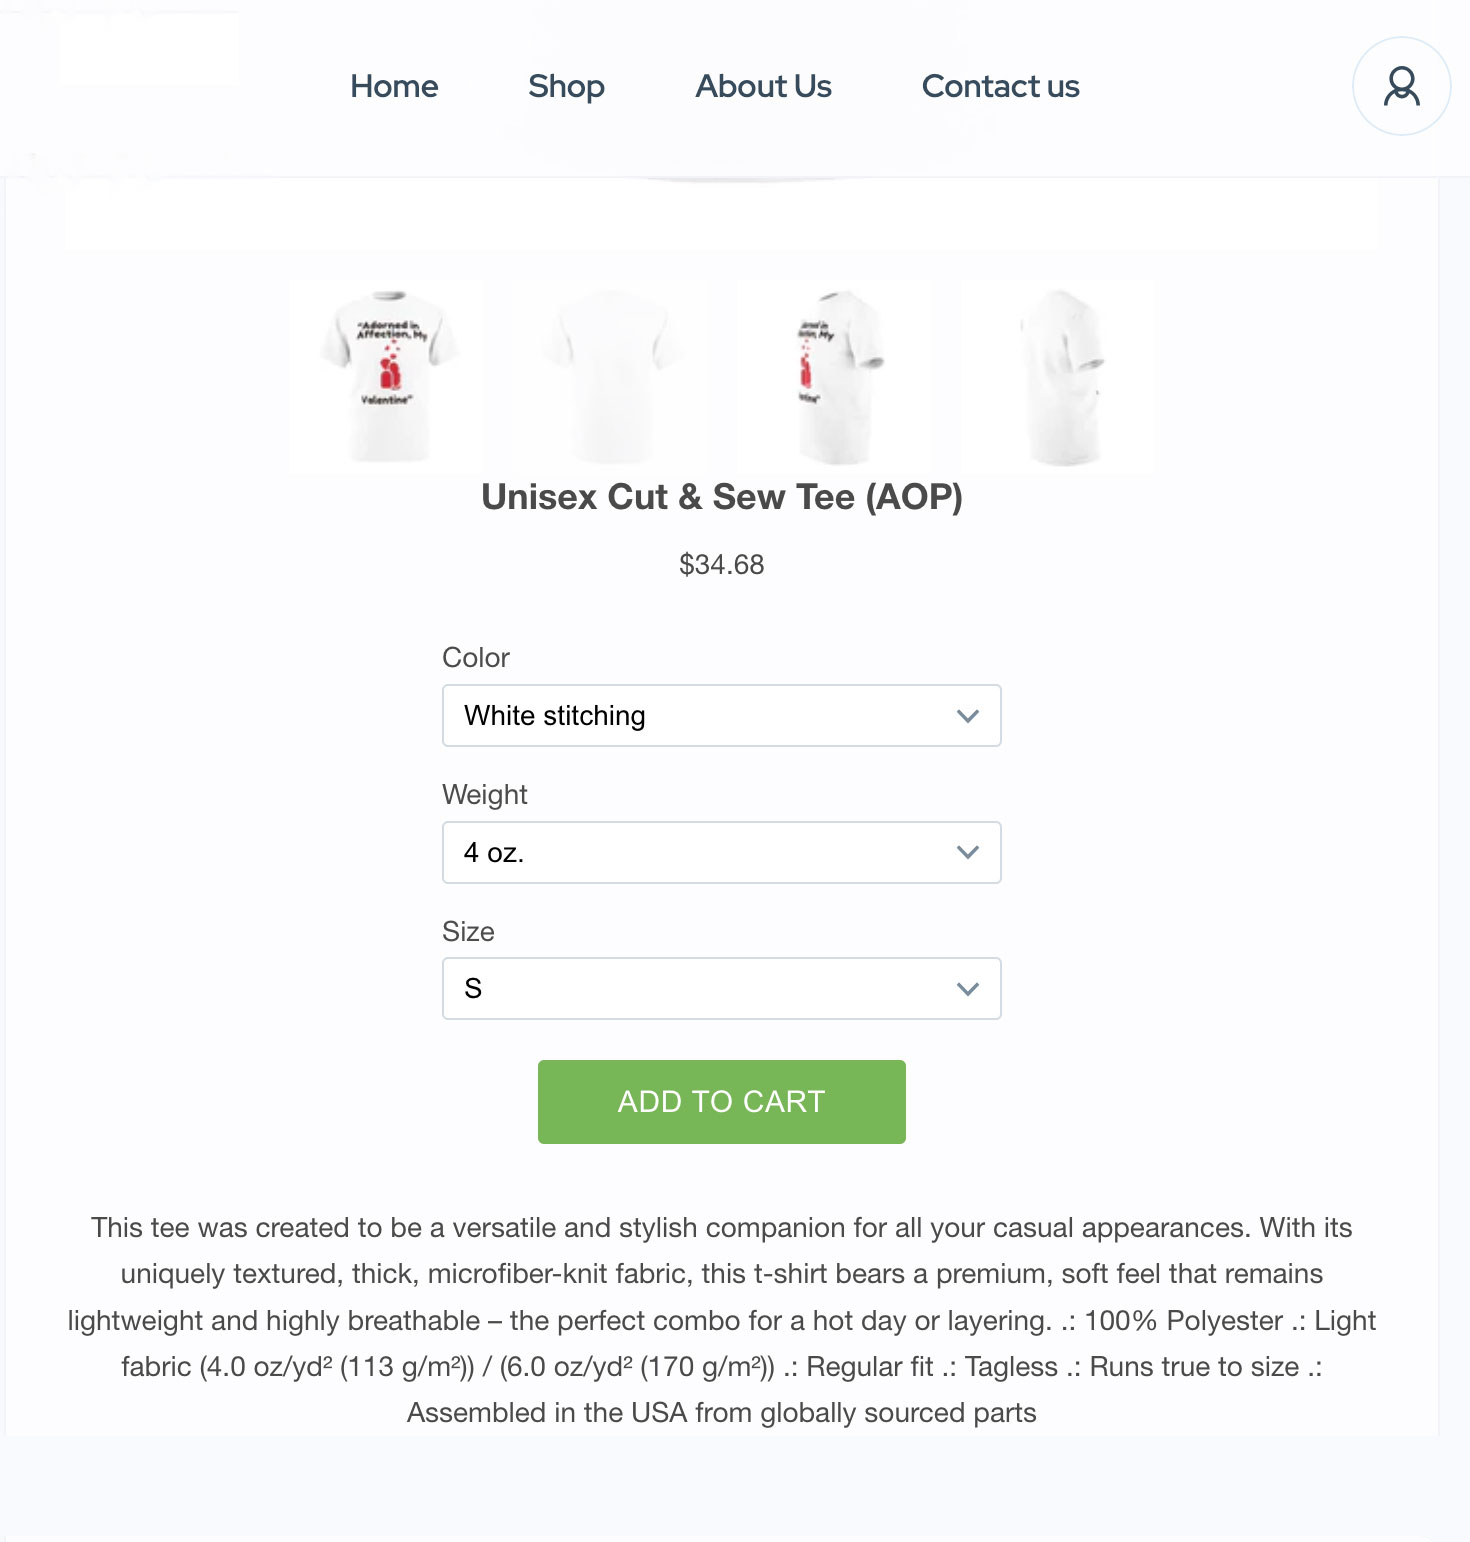 Home Shop About Us Contact us
"Adorned in
Affection, My
Valentine"
Unisex Cut & Sew Tee (AOP)
$34.68
Color
White stitching
Weight
4 oz.
Size
S
ADD TO CART
This tee was created to be a versatile and stylish companion for all your casual appearances. With its
uniquely textured, thick, microfiber-knit fabric, this t-shirt bears a premium, soft feel that remains
lightweight and highly breathable – the perfect combo for a hot day or layering. .: 100% Polyester .: Light
fabric (4.0 oz/yd² (113 g/m²)) / (6.0 oz/yd² (170 g/m²)) .: Regular fit .: Tagless .: Runs true to size .:
Assembled in the USA from globally sourced parts